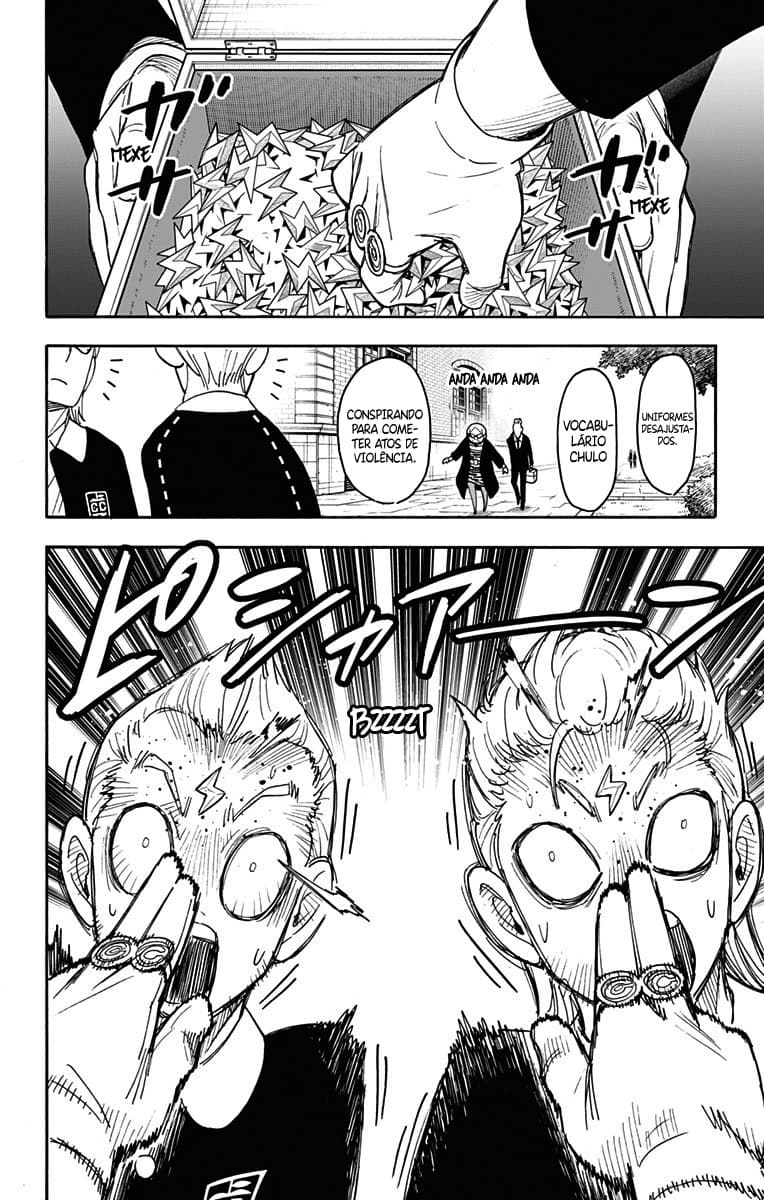 ガサ
MEXE
ガサ
MEXE
UNIFORMES
DESAJUSTA-
DOS.
VOCABU-
LÁRIO
CHULO
ANDA ANDA ANDA
CONSPIRANDO
PARA COME-
TER ATOS DE
VIOLÊNCIA.
CC
ピシャアーン
BZZZZT
C C
C C